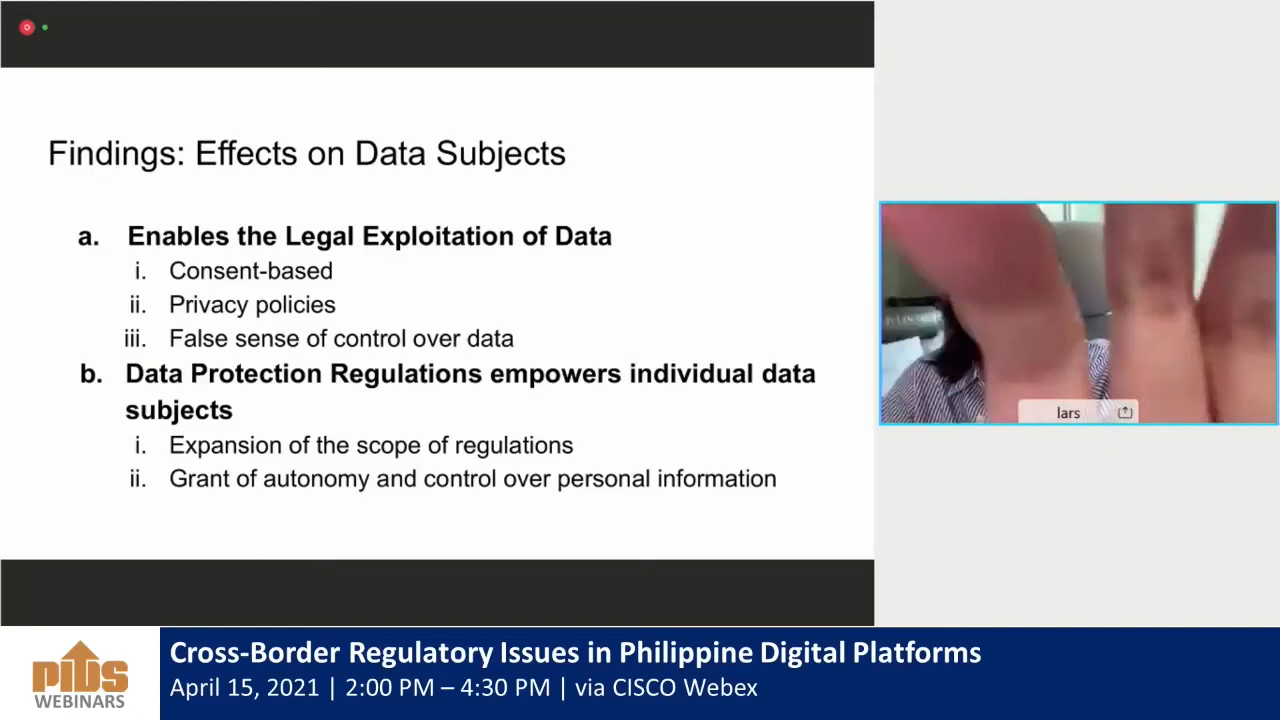 Findings: Effects on Data Subjects
a. Enables the Legal Exploitation of Data
i. Consent-based
ii. Privacy policies
iii. False sense of control over data
b. Data Protection Regulations empowers individual data
subjects
i. Expansion of the scope of regulations
ii. Grant of autonomy and control over personal information
lars
PIDS
WEBINARS
Cross-Border Regulatory Issues in Philippine Digital Platforms
April 15, 2021 | 2:00 PM – 4:30 PM | via CISCO Webex